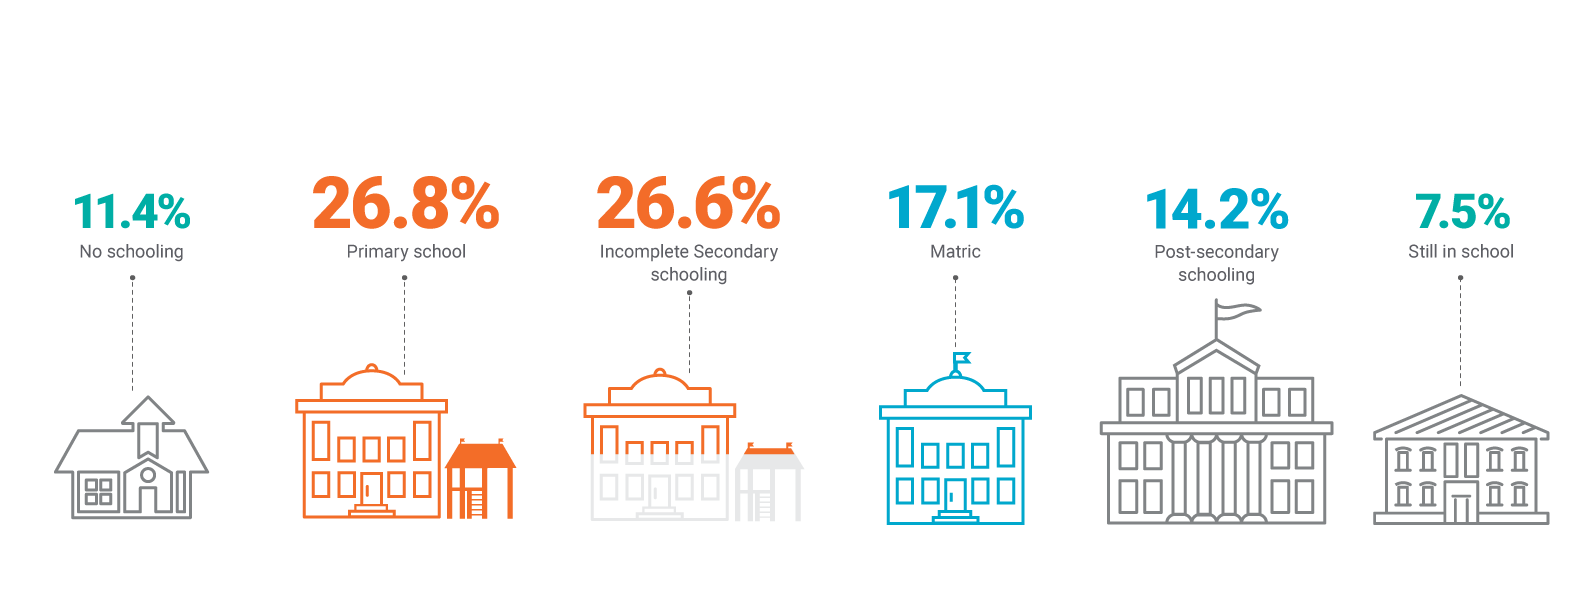 11.4%
No schooling
26.8%
Primary school
26.6%
Incomplete Secondary
schooling
17.1%
Matric
14.2%
Post-secondary
schooling
7.5%
Still in school